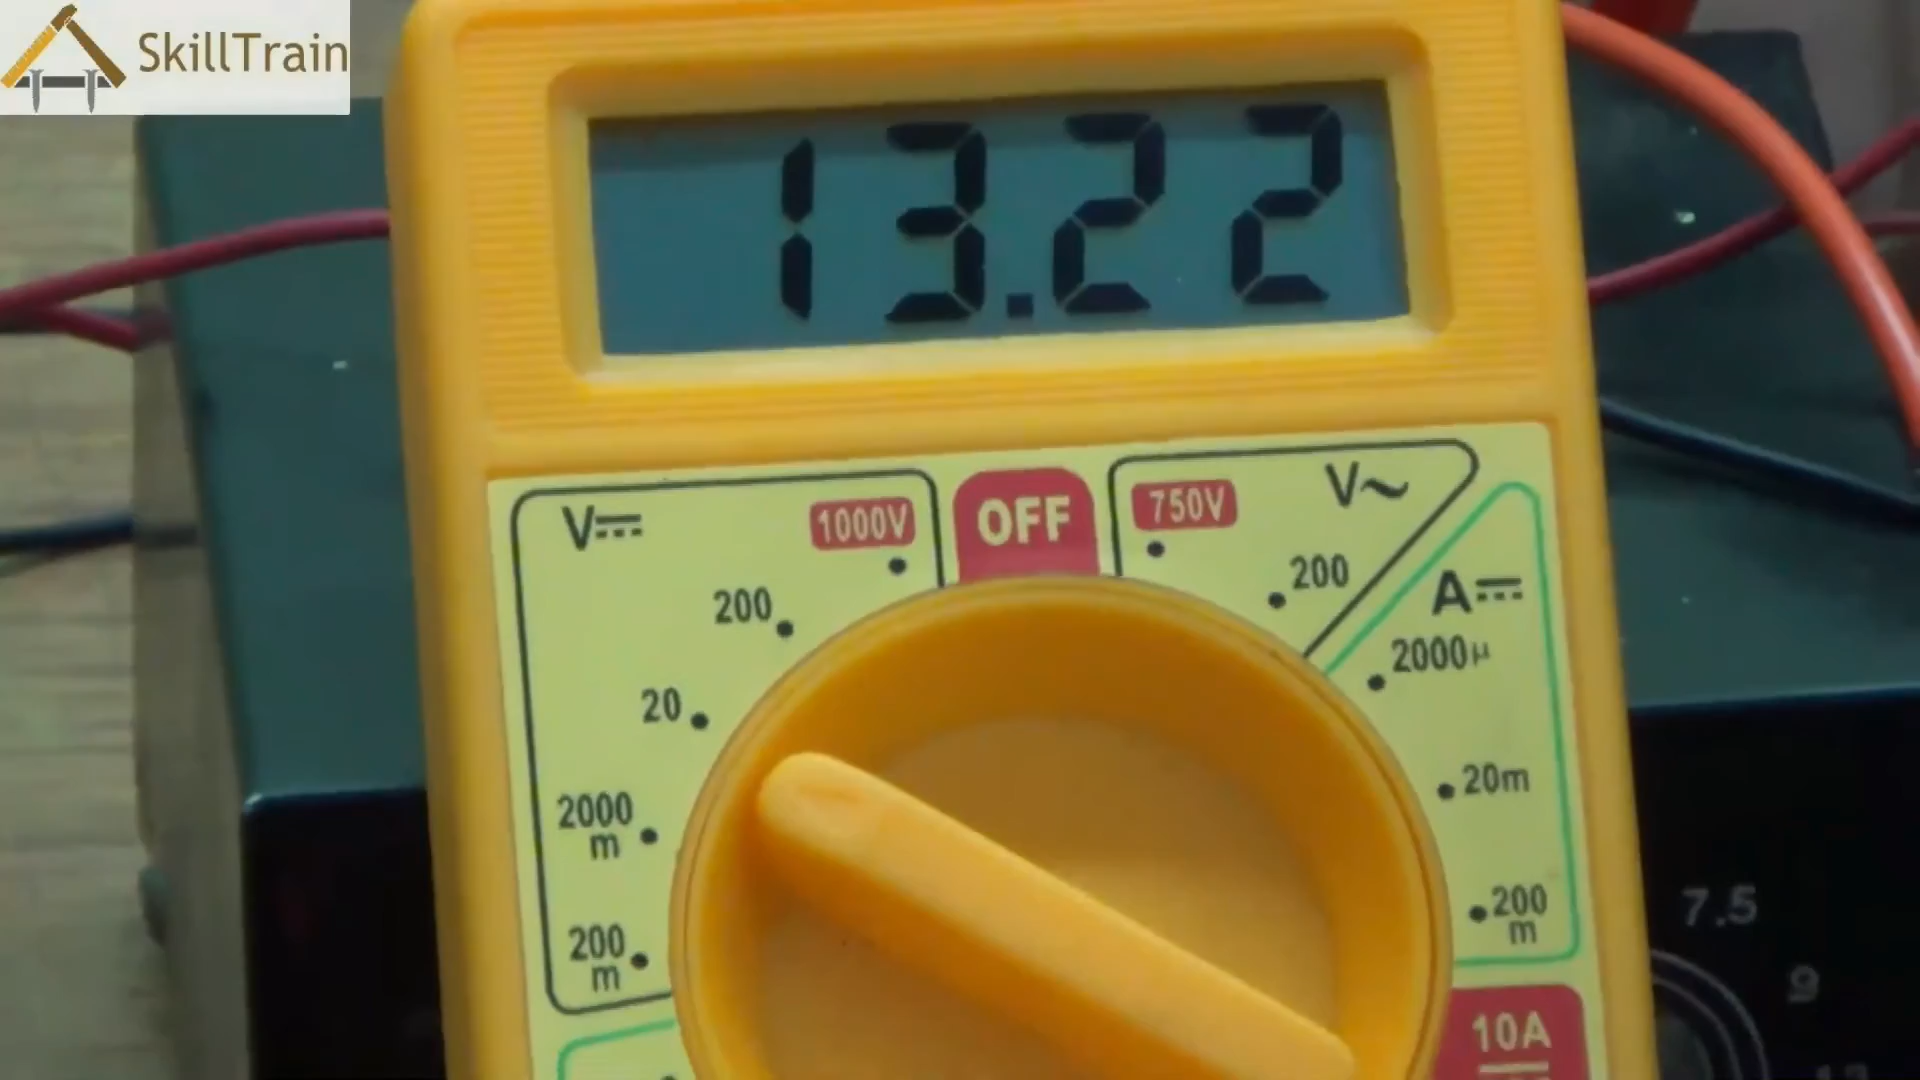 SkillTrain
13.22
V⎓ 1000V OFF 750V V~
200 200
A⎓
2000µ
20
20m
2000
m
200
m
200
m
7.5
9
10A